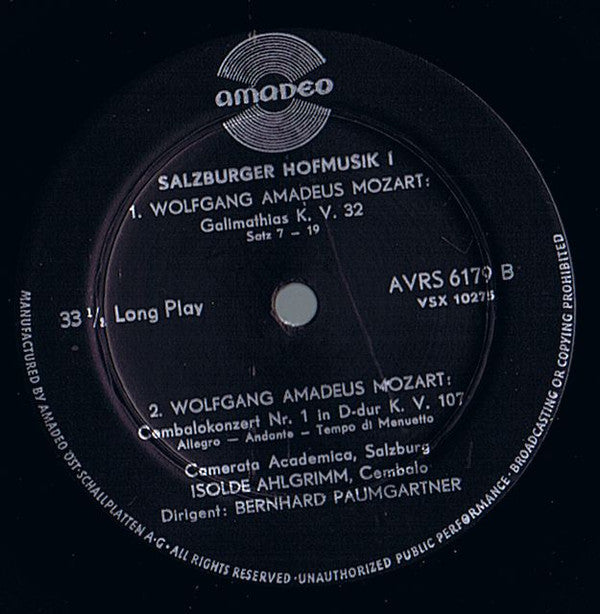 amadeo
SALZBURGER HOFMUSIK I
1. WOLFGANG AMADEUS MOZART:
Gallmathias K. V. 32
Satz 7 — 19
33 ⅓ Long Play
AVRS 6179 B
VSX 10275
2. WOLFGANG AMADEUS MOZART:
Cembalokonzert Nr. 1 in D-dur K. V. 107
Allegro — Andante - Tempo di Menuetto
Camerata Academica, Salzburg
ISOLDE AHLGRIMM, Cembalo
Dirigent: BERNHARD PAUMGARTNER
MANUFACTURED BY AMADEO ÖST. SCHALLPLATTEN A·G · ALL RIGHTS RESERVED · UNAUTHORIZED PUBLIC PERFORMANCE · BROADCASTING OR COPYING PROHIBITED